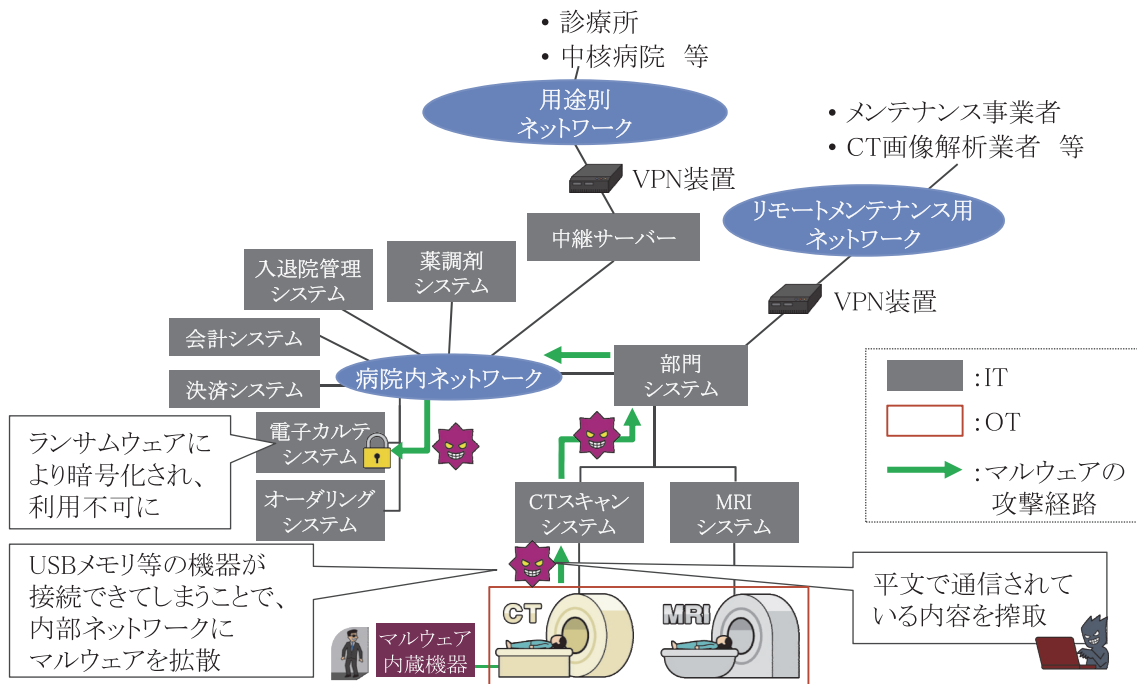 ・診療所
・中核病院 等
用途別
ネットワーク
・メンテナンス事業者
・CT画像解析業者 等
VPN装置
リモートメンテナンス用
ネットワーク
中継サーバー
入退院管理
システム
薬調剤
システム
VPN装置
会計システム
部門
システム
病院内ネットワーク
決済システム
:IT
:OT
:マルウェアの
攻撃経路
ランサムウェアに
より暗号化され、
利用不可に
電子カルテ
システム
オーダリング
システム
CTスキャン
システム
MRI
システム
USBメモリ等の機器が
接続できてしまうことで、
内部ネットワークに
マルウェアを拡散
平文で通信されて
いる内容を搾取
CT
MRI
マルウェア
内蔵機器